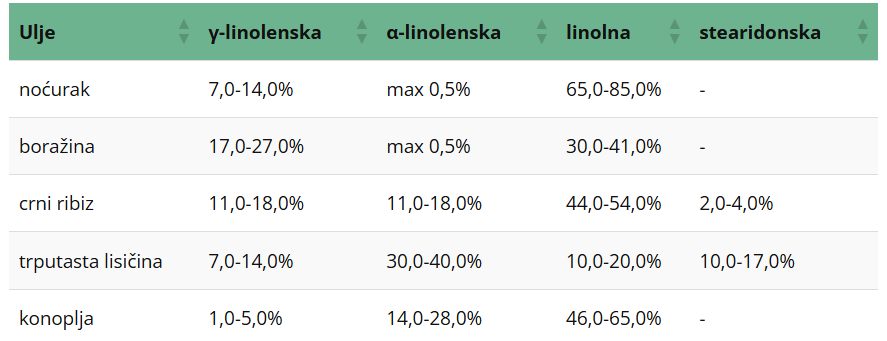 Ulje γ-linolenska α-linolenska linolna stearidonska
noćurak 7,0-14,0% max 0,5% 65,0-85,0% -
boražina 17,0-27,0% max 0,5% 30,0-41,0% -
crni ribiz 11,0-18,0% 11,0-18,0% 44,0-54,0% 2,0-4,0%
trputasta lisičina 7,0-14,0% 30,0-40,0% 10,0-20,0% 10,0-17,0%
konoplja 1,0-5,0% 14,0-28,0% 46,0-65,0% -